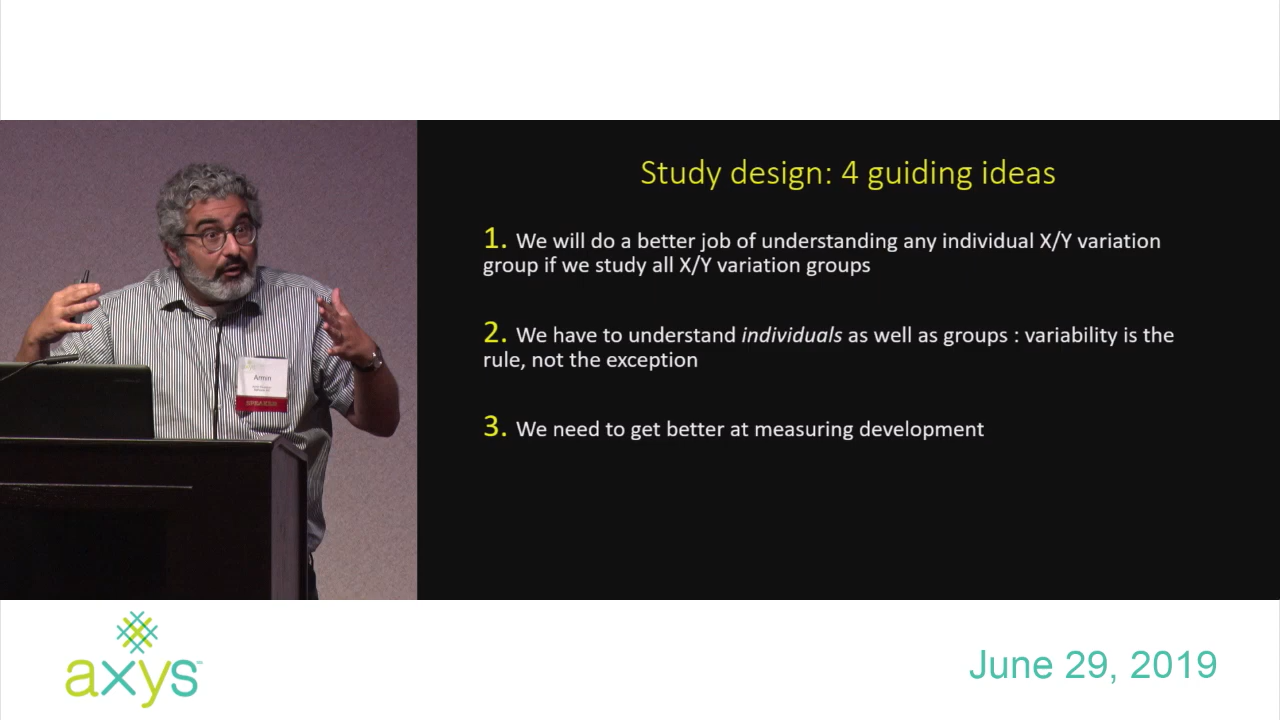 Study design: 4 guiding ideas
1. We will do a better job of understanding any individual X/Y variation
group if we study all X/Y variation groups
2. We have to understand individuals as well as groups : variability is the
rule, not the exception
3. We need to get better at measuring development
Armin
SPEAKER
axys™
June 29, 2019